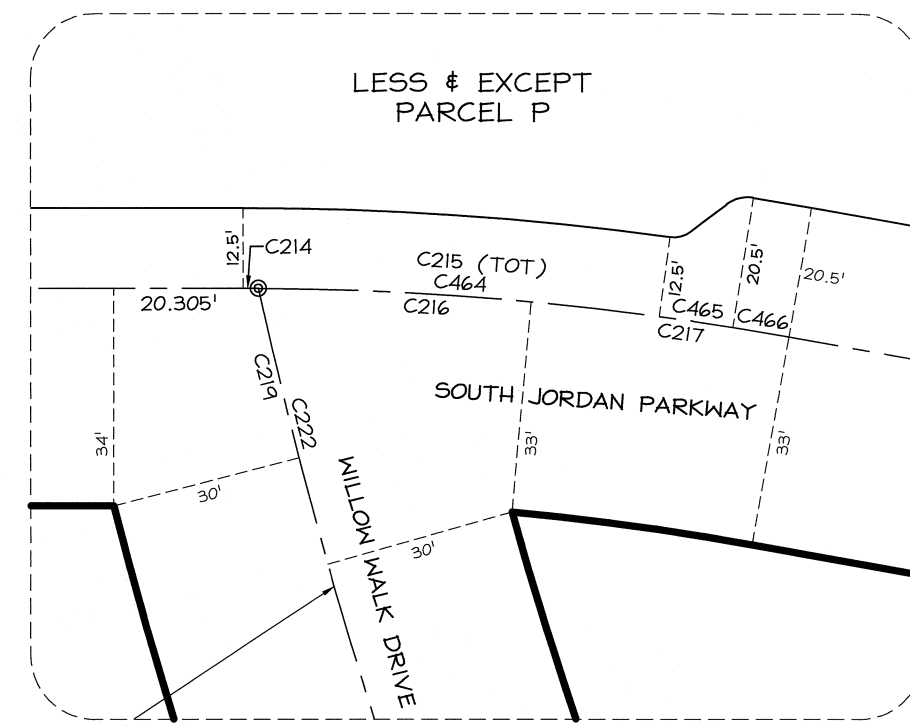 LESS & EXCEPT
PARCEL P
12.5'
C214
C215 (TOT)
C464
C216
20.305'
12.5'
20.5'
20.5'
C465
C466
C217
C219
C222
SOUTH JORDAN PARKWAY
34'
33'
33'
30'
30'
WILLOW WALK DRIVE